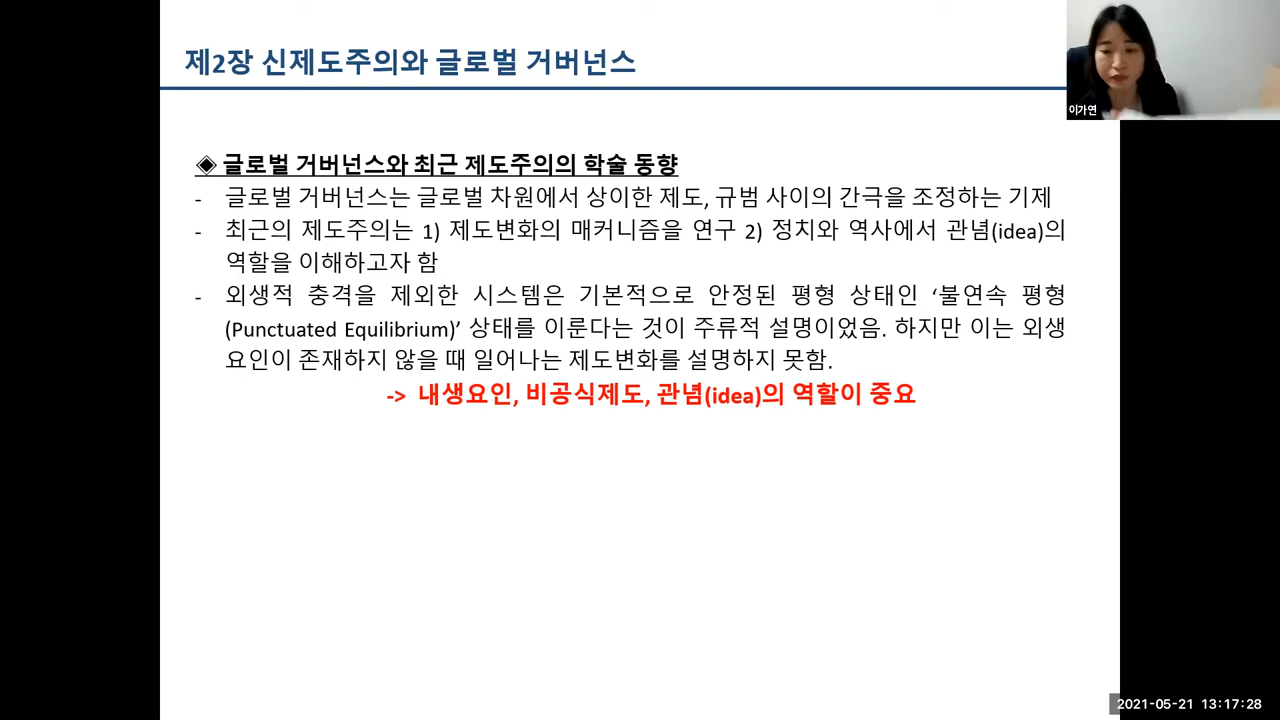 제2장 신제도주의와 글로벌 거버넌스
이가연
◈ 글로벌 거버넌스와 최근 제도주의의 학술 동향
- 글로벌 거버넌스는 글로벌 차원에서 상이한 제도, 규범 사이의 간극을 조정하는 기제
- 최근의 제도주의는 1) 제도변화의 매커니즘을 연구 2) 정치와 역사에서 관념(idea)의
역할을 이해하고자 함
- 외생적 충격을 제외한 시스템은 기본적으로 안정된 평형 상태인 ‘불연속 평형
(Punctuated Equilibrium)’ 상태를 이룬다는 것이 주류적 설명이었음. 하지만 이는 외생
요인이 존재하지 않을 때 일어나는 제도변화를 설명하지 못함.
-> 내생요인, 비공식제도, 관념(idea)의 역할이 중요
2021-05-21 13:17:28